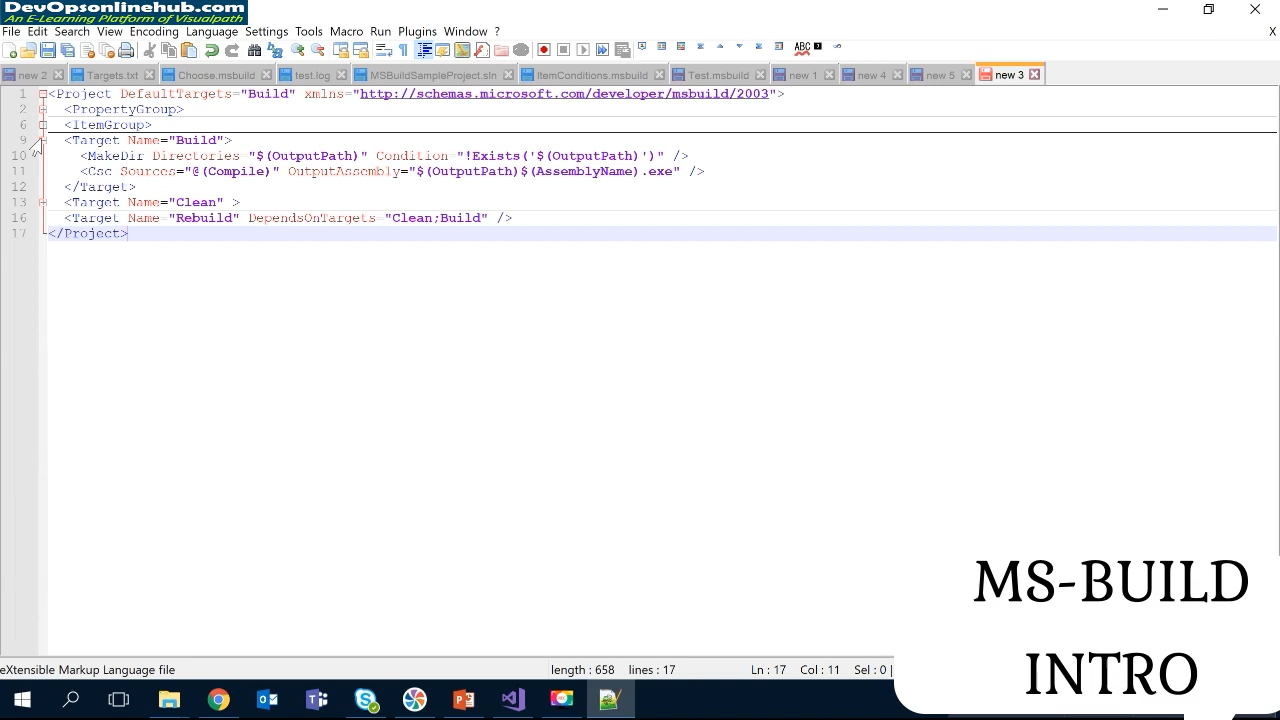 DevOpsonlinehub.com
An E-Learning Platform of Visualpath
File Edit Search View Encoding Language Settings Tools Macro Run Plugins Window ? X
new 2 Targets.txt Choose.msbuild test.log MSBuildSampleProject.sln ItemConditions.msbuild Test.msbuild new 1 new 4 new 5 new 3
1 <Project DefaultTargets="Build" xmlns="http://schemas.microsoft.com/developer/msbuild/2003">
2 <PropertyGroup>
6 <ItemGroup>
9 <Target Name="Build">
10 <MakeDir Directories="$(OutputPath)" Condition="!Exists('$(OutputPath)')" />
11 <Csc Sources="@(Compile)" OutputAssembly="$(OutputPath)$(AssemblyName).exe" />
12 </Target>
13 <Target Name="Clean" >
16 <Target Name="Rebuild" DependsOnTargets="Clean;Build" />
17 </Project>
MS-BUILD
INTRO
eXtensible Markup Language file length : 658 lines : 17 Ln : 17 Col : 11 Sel : 0 |